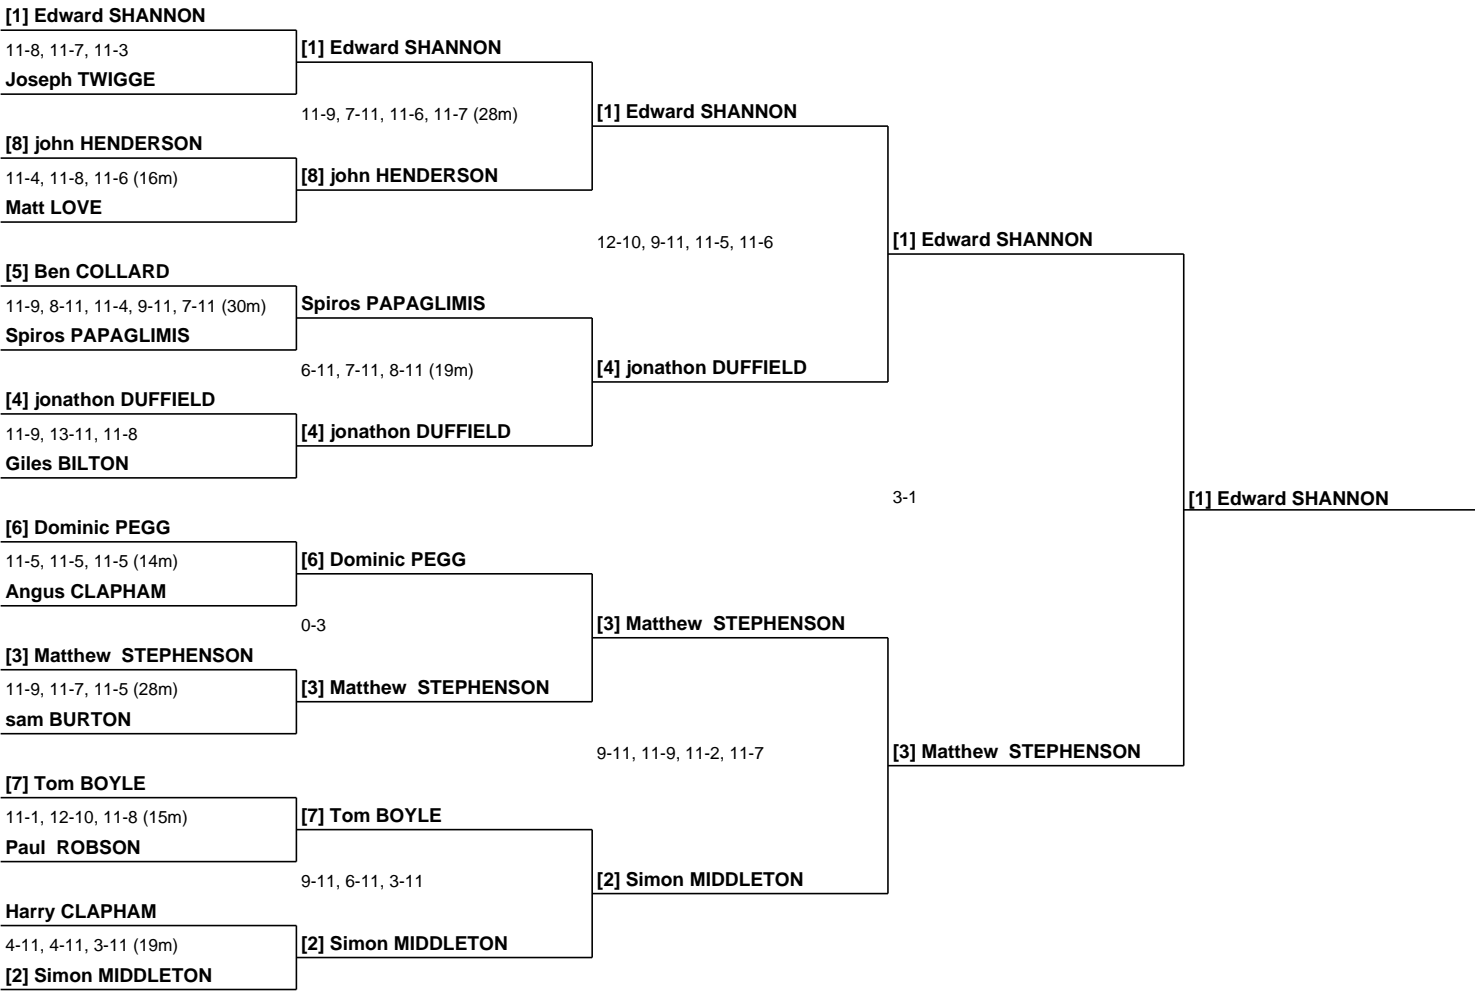 [1] Edward SHANNON
11-8, 11-7, 11-3
Joseph TWIGGE
[8] john HENDERSON
11-4, 11-8, 11-6 (16m)
Matt LOVE
[5] Ben COLLARD
11-9, 8-11, 11-4, 9-11, 7-11 (30m)
Spiros PAPAGLIMIS
[4] jonathon DUFFIELD
11-9, 13-11, 11-8
Giles BILTON
[6] Dominic PEGG
11-5, 11-5, 11-5 (14m)
Angus CLAPHAM
[3] Matthew  STEPHENSON
11-9, 11-7, 11-5 (28m)
sam BURTON
[7] Tom BOYLE
11-1, 12-10, 11-8 (15m)
Paul  ROBSON
Harry CLAPHAM
4-11, 4-11, 3-11 (19m)
[2] Simon MIDDLETON
[1] Edward SHANNON
11-9, 7-11, 11-6, 11-7 (28m)
[8] john HENDERSON
Spiros PAPAGLIMIS
6-11, 7-11, 8-11 (19m)
[4] jonathon DUFFIELD
[6] Dominic PEGG
0-3
[3] Matthew  STEPHENSON
[7] Tom BOYLE
9-11, 6-11, 3-11
[2] Simon MIDDLETON
[1] Edward SHANNON
12-10, 9-11, 11-5, 11-6
[4] jonathon DUFFIELD
[3] Matthew  STEPHENSON
9-11, 11-9, 11-2, 11-7
[2] Simon MIDDLETON
[1] Edward SHANNON
3-1
[3] Matthew  STEPHENSON
[1] Edward SHANNON